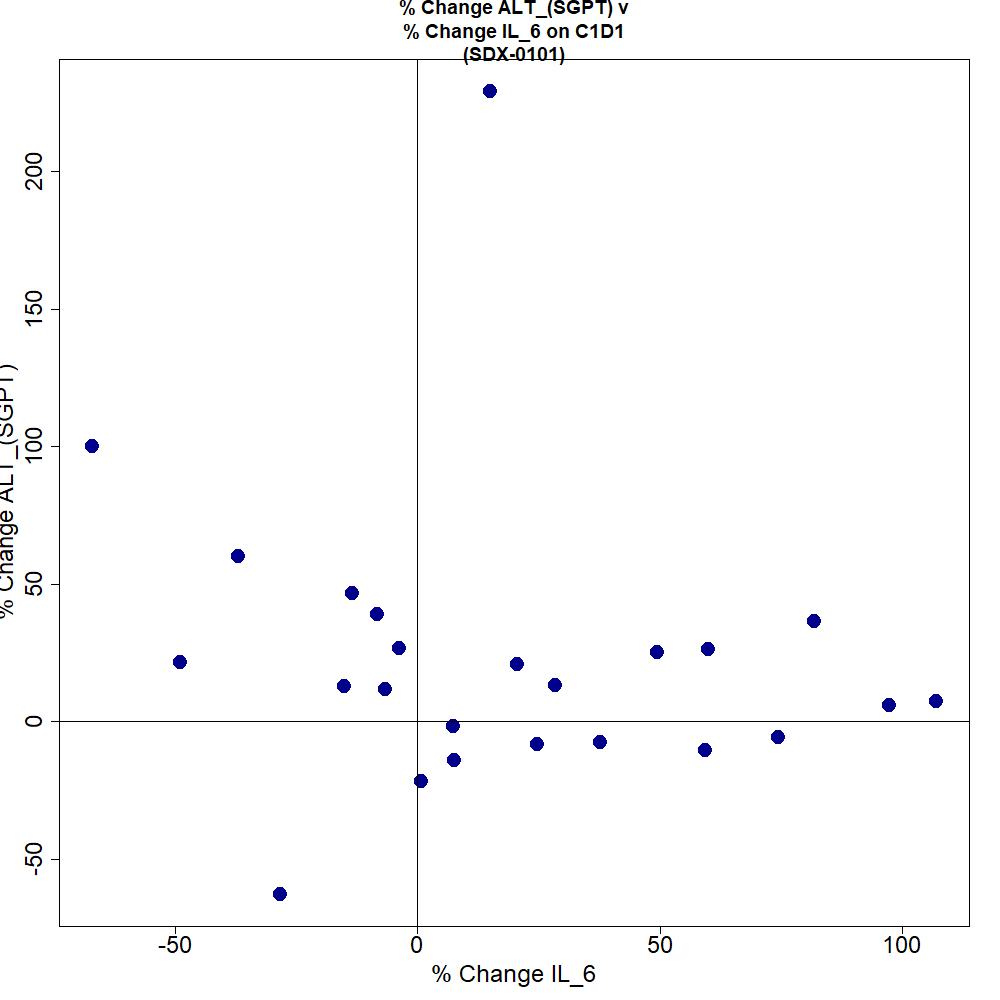 % Change ALT_(SGPT) v
% Change IL_6 on C1D1
(SDX-0101)
% Change ALT_(SGPT)
200
150
100
50
0
-50
-50
0
50
100
% Change IL_6